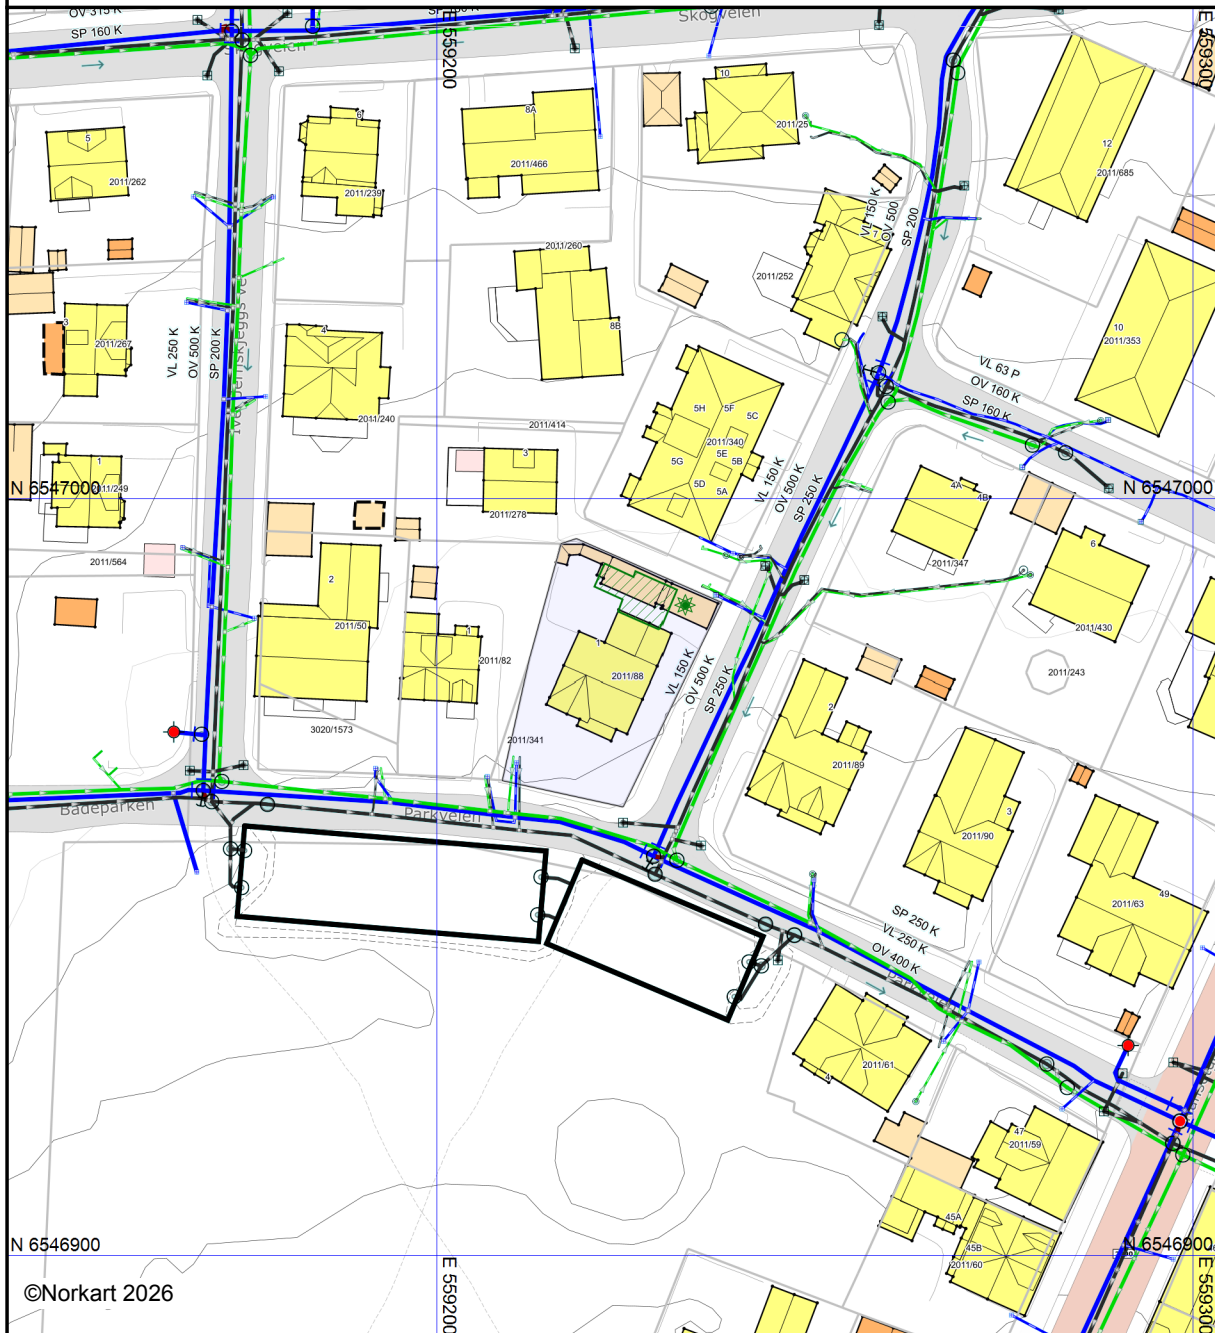 OV 315 K
SP 160 K
Skogveien
E 559200
E 559300
10
8A
2011/25
12
5
6
2011/466
2011/262
2011/239
2011/685
VL 150 K
OV 500
SP 200
7
2011/260
2011/252
3
2011/267
VL 250 K
OV 500 K
SP 200 K
4
8B
10
2011/353
VL 63 P
OV 160 K
SP 160 K
5H
5F
5C
2011/240
2011/414
2011/340
5E
5G
5B
5D
5A
1
3
VL 150 K
OV 500 K
SP 250 K
4A
4B
N 6547000
2011/249
N 6547000
2011/278
2011/564
2011/347
6
2
1
2011/50
2011/82
1
2011/88
2011/430
2011/243
VL 150 K
OV 500 K
SP 250 K
3020/1573
2011/341
2
2011/89
Badeparken
Parkveien
3
2011/90
49
2011/63
SP 250 K
VL 250 K
OV 400 K
4
2011/61
47
2011/59
45A
45B
2011/60
N 6546900
N 6546900
E 559200
E 559300
©Norkart 2026